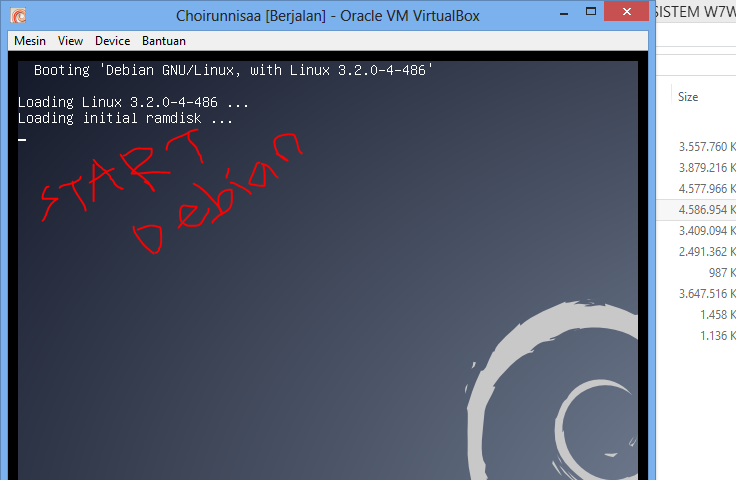 Choirunnisaa [Berjalan] - Oracle VM VirtualBox
SISTEM W7W
Mesin View Device Bantuan
Booting 'Debian GNU/Linux, with Linux 3.2.0-4-486'
Loading Linux 3.2.0-4-486 ...
Loading initial ramdisk ...
START
Debian
Size
3.557.760 K
3.879.216 K
4.577.966 K
4.586.954 K
3.409.094 K
2.491.362 K
987 K
3.647.516 K
1.458 K
1.136 K